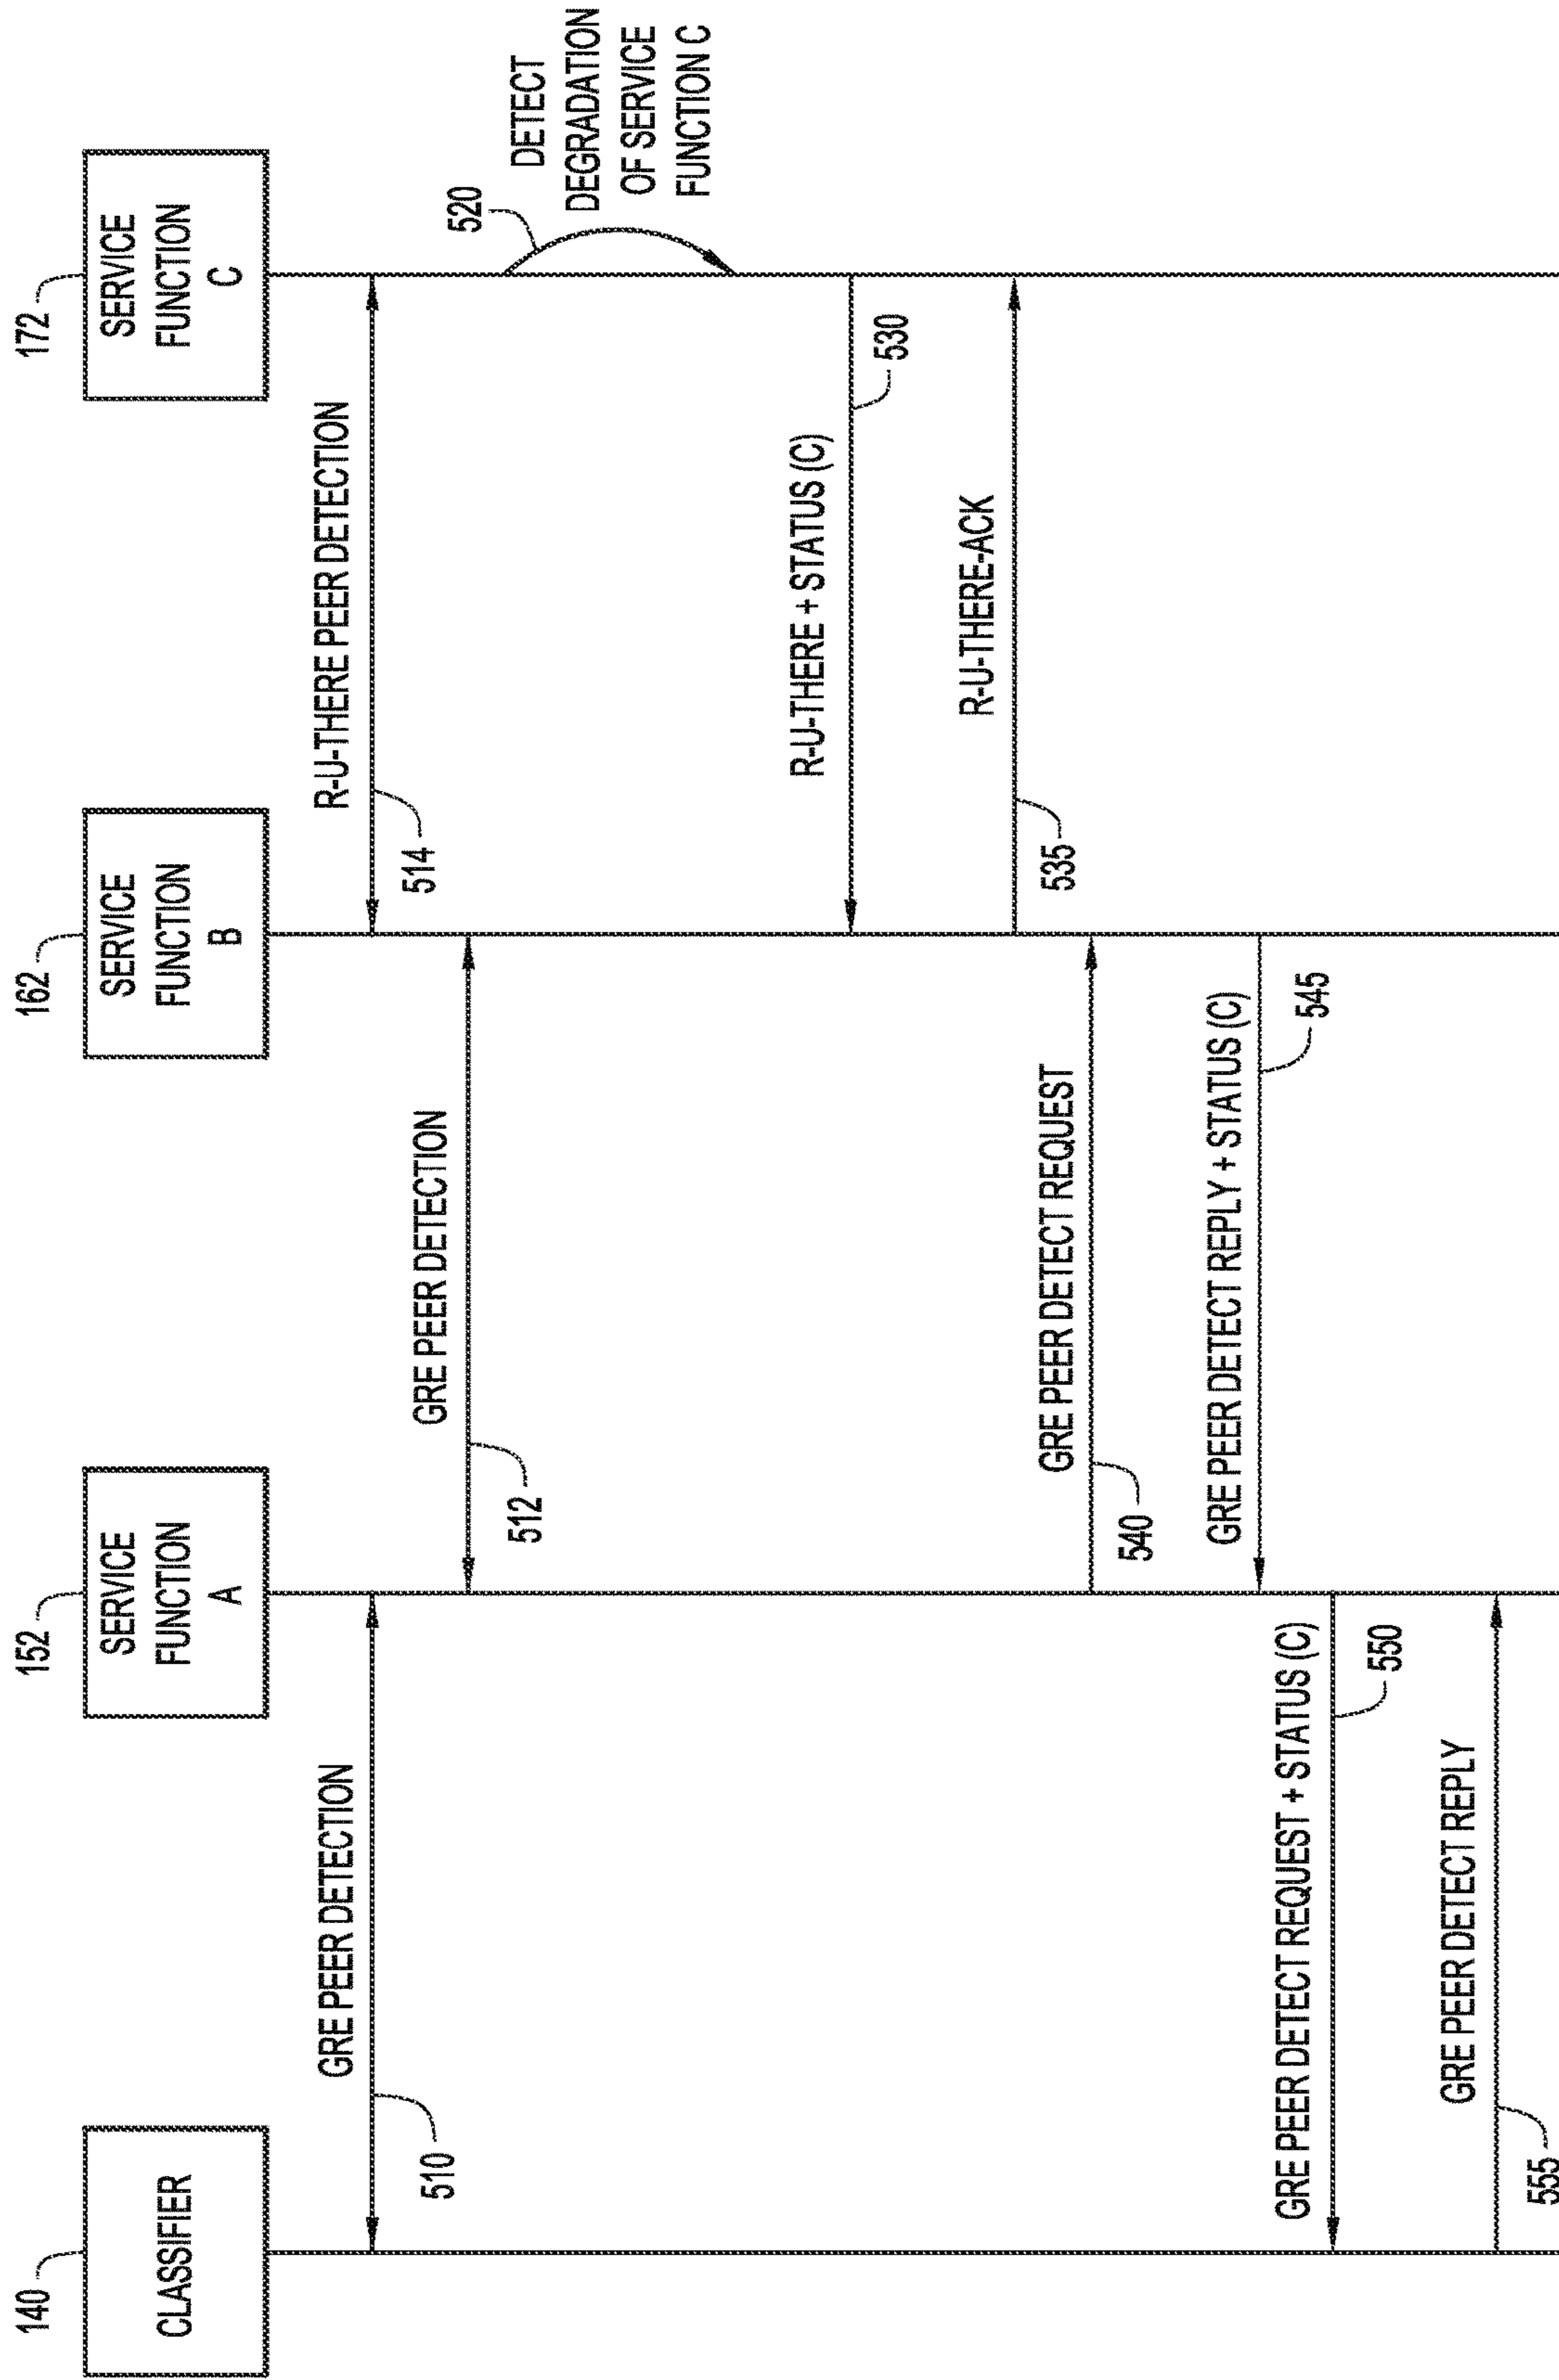 140
CLASSIFIER
152
SERVICE
FUNCTION
A
162
SERVICE
FUNCTION
B
172
SERVICE
FUNCTION
C
GRE PEER DETECTION
510
GRE PEER DETECTION
512
R-U-THERE PEER DETECTION
514
520
DETECT
DEGRADATION
OF SERVICE
FUNCTION C
R-U-THERE + STATUS (C)
530
R-U-THERE-ACK
535
GRE PEER DETECT REQUEST
540
GRE PEER DETECT REPLY + STATUS (C)
545
GRE PEER DETECT REQUEST + STATUS (C)
550
GRE PEER DETECT REPLY
555